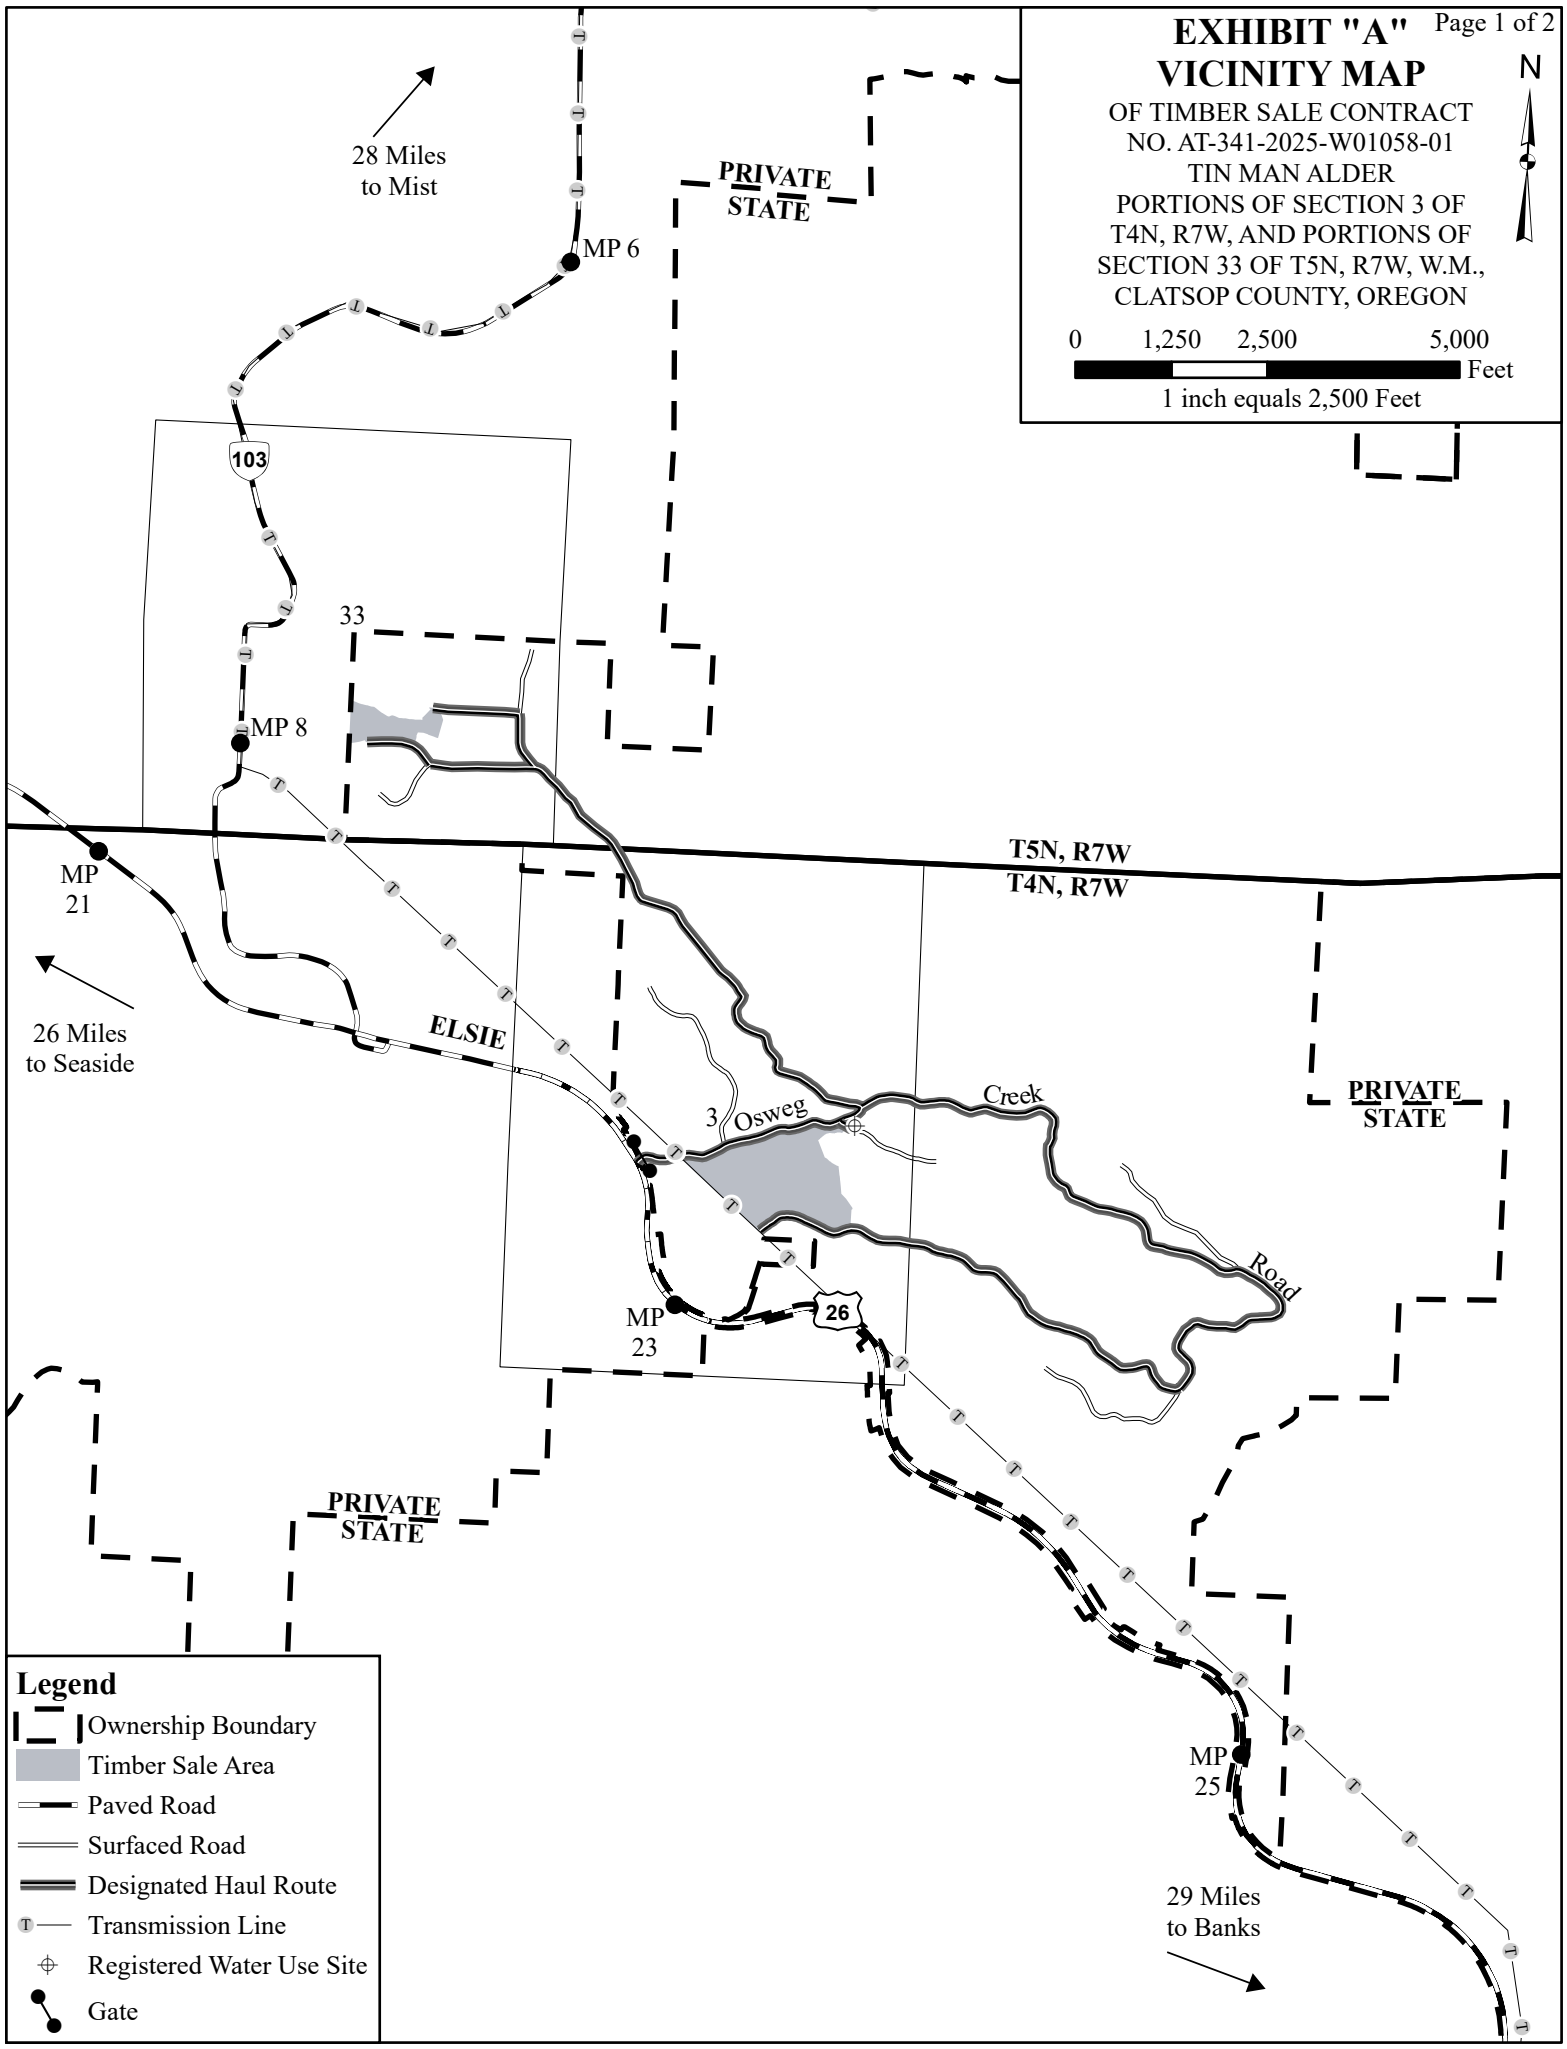 Page 1 of 2
EXHIBIT "A"
VICINITY MAP
OF TIMBER SALE CONTRACT
NO. AT-341-2025-W01058-01
TIN MAN ALDER
PORTIONS OF SECTION 3 OF
T4N, R7W, AND PORTIONS OF
SECTION 33 OF T5N, R7W, W.M.,
CLATSOP COUNTY, OREGON
N
0 1,250 2,500 5,000
Feet
1 inch equals 2,500 Feet
28 Miles
to Mist
PRIVATE
STATE
MP 6
103
33
MP 8
T5N, R7W
T4N, R7W
MP
21
26 Miles
to Seaside
ELSIE
3
Osweg Creek Road
PRIVATE
STATE
MP
23
26
PRIVATE
STATE
MP
25
29 Miles
to Banks
Legend
Ownership Boundary
Timber Sale Area
Paved Road
Surfaced Road
Designated Haul Route
T Transmission Line
Registered Water Use Site
Gate